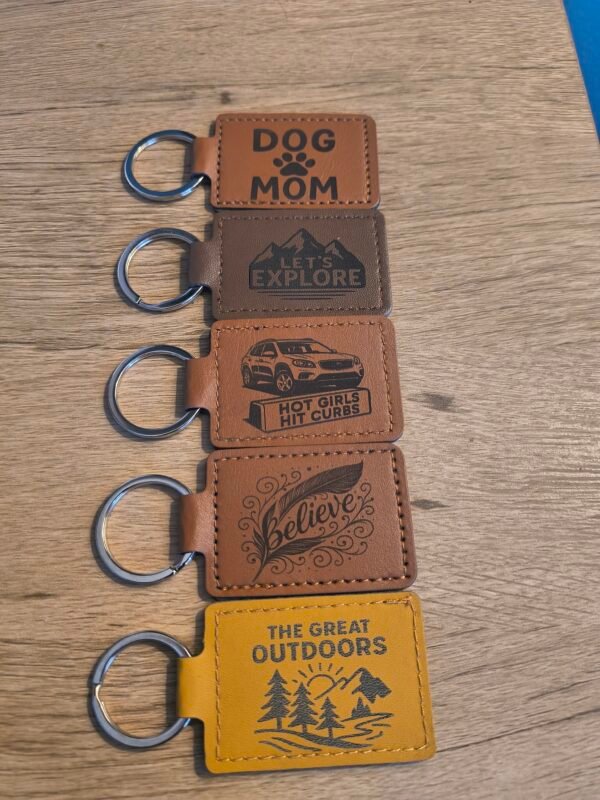 DOG
MOM
LET'S
EXPLORE
HOT GIRLS
HIT CURBS
Believe
THE GREAT
OUTDOORS